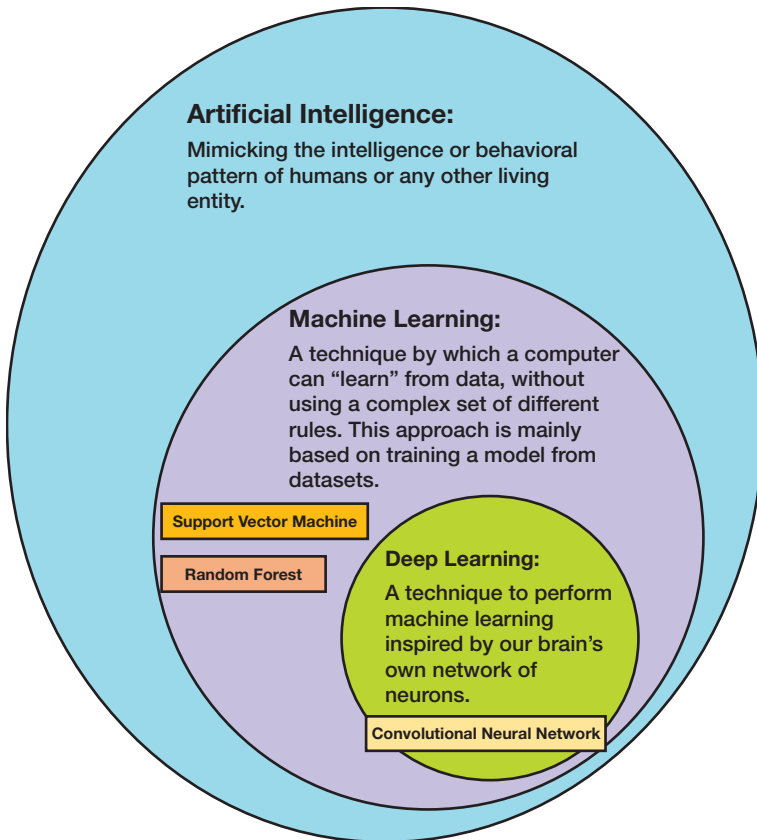 Artificial Intelligence:
Mimicking the intelligence or behavioral
pattern of humans or any other living
entity.
Machine Learning:
A technique by which a computer
can “learn” from data, without
using a complex set of different
rules. This approach is mainly
based on training a model from
datasets.
Support Vector Machine
Random Forest
Deep Learning:
A technique to perform
machine learning
inspired by our brain’s
own network of
neurons.
Convolutional Neural Network